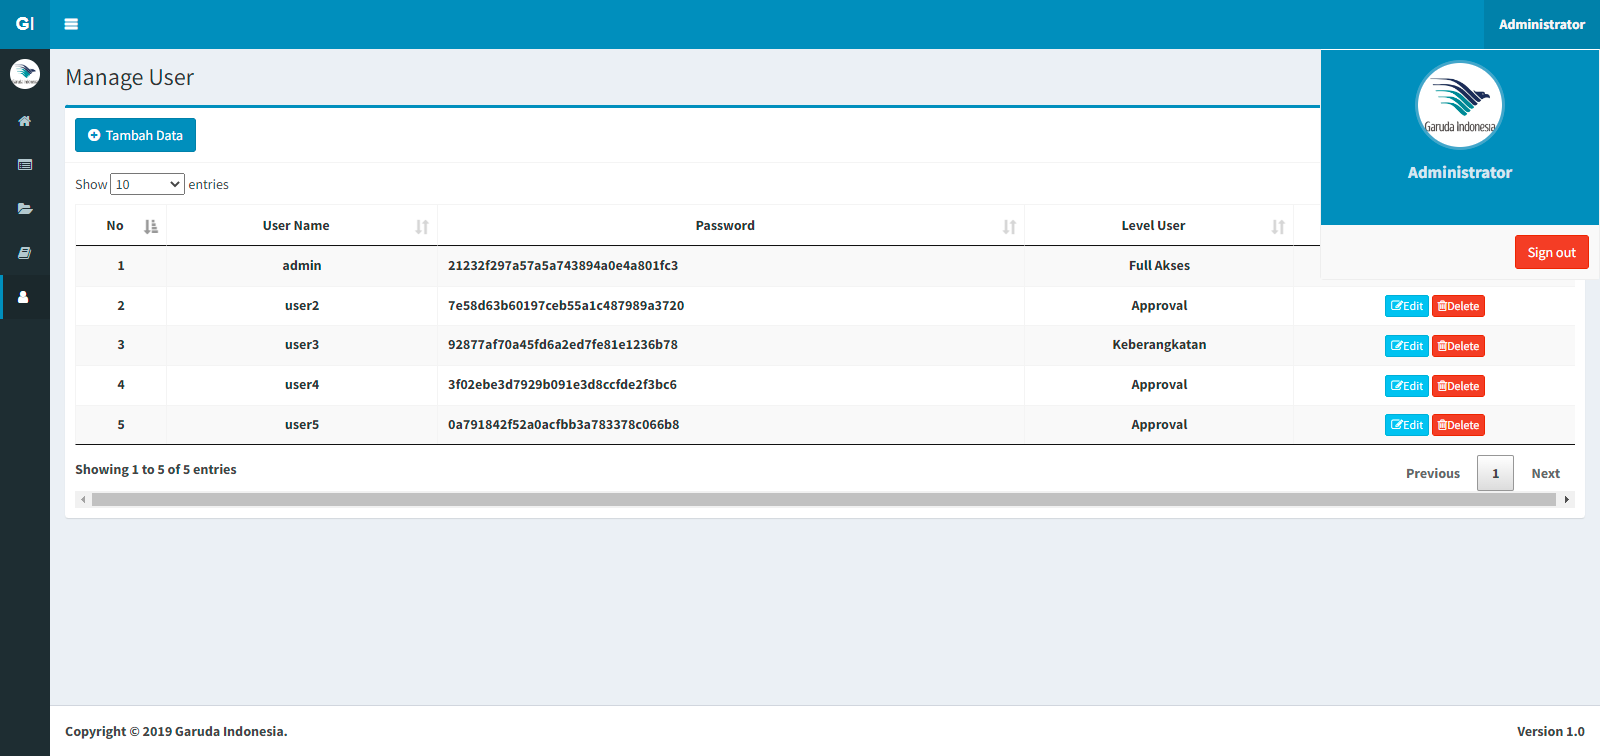 GI
Administrator
Manage User
Garuda Indonesia
Administrator
Sign out
Tambah Data
Show 10 entries
No User Name Password Level User
1 admin 21232f297a57a5a743894a0e4a801fc3 Full Akses
2 user2 7e58d63b60197ceb55a1c487989a3720 Approval Edit Delete
3 user3 92877af70a45fd6a2ed7fe81e1236b78 Keberangkatan Edit Delete
4 user4 3f02ebe3d7929b091e3d8ccfde2f3bc6 Approval Edit Delete
5 user5 0a791842f52a0acfbb3a783378c066b8 Approval Edit Delete
Showing 1 to 5 of 5 entries
Previous 1 Next
Copyright © 2019 Garuda Indonesia.
Version 1.0